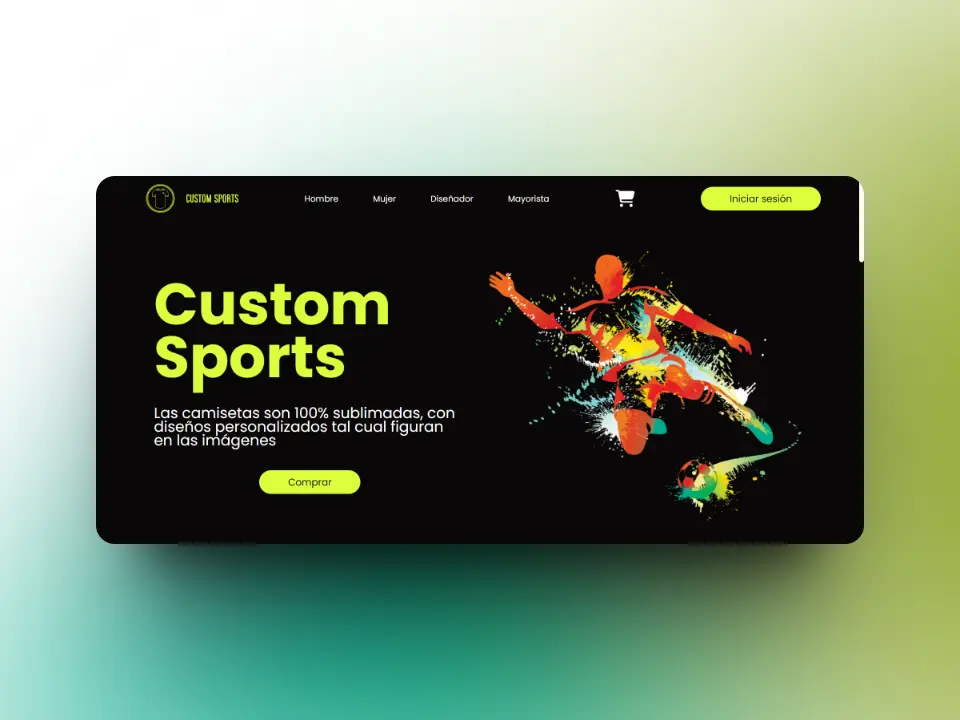 CUSTOM SPORTS
Hombre
Mujer
Diseñador
Mayorista
Iniciar sesión
Custom
Sports
Las camisetas son 100% sublimadas, con
diseños personalizados tal cual figuran
en las imágenes
Comprar